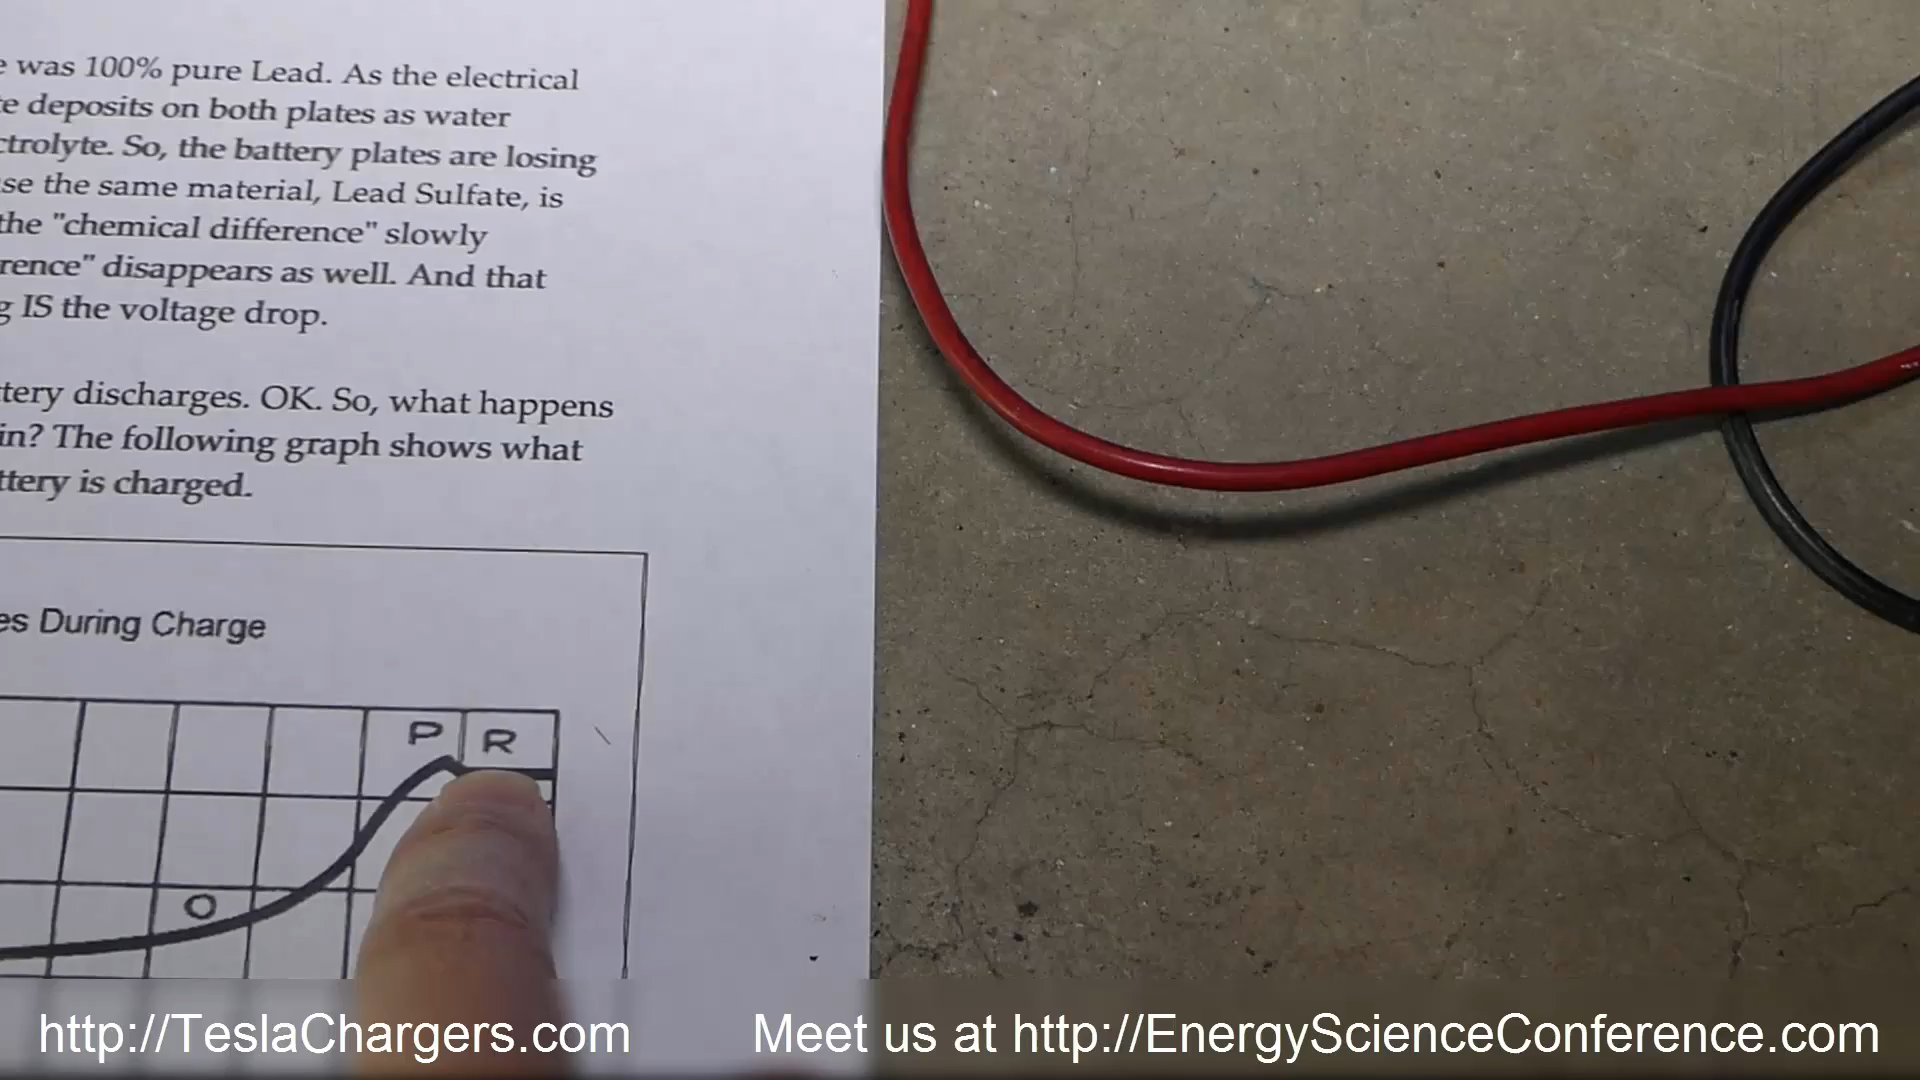 e was 100% pure Lead. As the electrical
te deposits on both plates as water
ctrolyte. So, the battery plates are losing
se the same material, Lead Sulfate, is
the "chemical difference" slowly
rence" disappears as well. And that
g IS the voltage drop.
ttery discharges. OK. So, what happens
in? The following graph shows what
ttery is charged.
es During Charge
P R
O
http://TeslaChargers.com Meet us at http://EnergyScienceConference.com